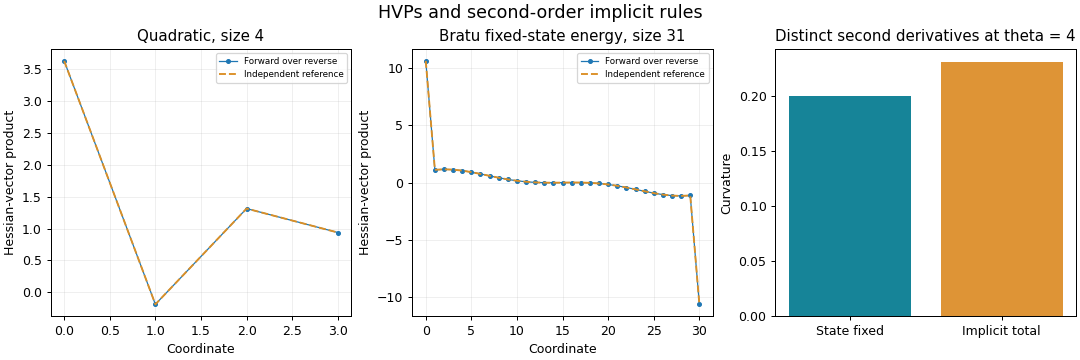 HVPs and second-order implicit rules
Quadratic, size 4
Hessian-vector product
3.5
3.0
2.5
2.0
1.5
1.0
0.5
0.0
Forward over reverse
Independent reference
0.0 0.5 1.0 1.5 2.0 2.5 3.0
Coordinate
Bratu fixed-state energy, size 31
Hessian-vector product
10
5
0
−5
−10
Forward over reverse
Independent reference
0 5 10 15 20 25 30
Coordinate
Distinct second derivatives at theta = 4
Curvature
0.20
0.15
0.10
0.05
0.00
State fixed Implicit total